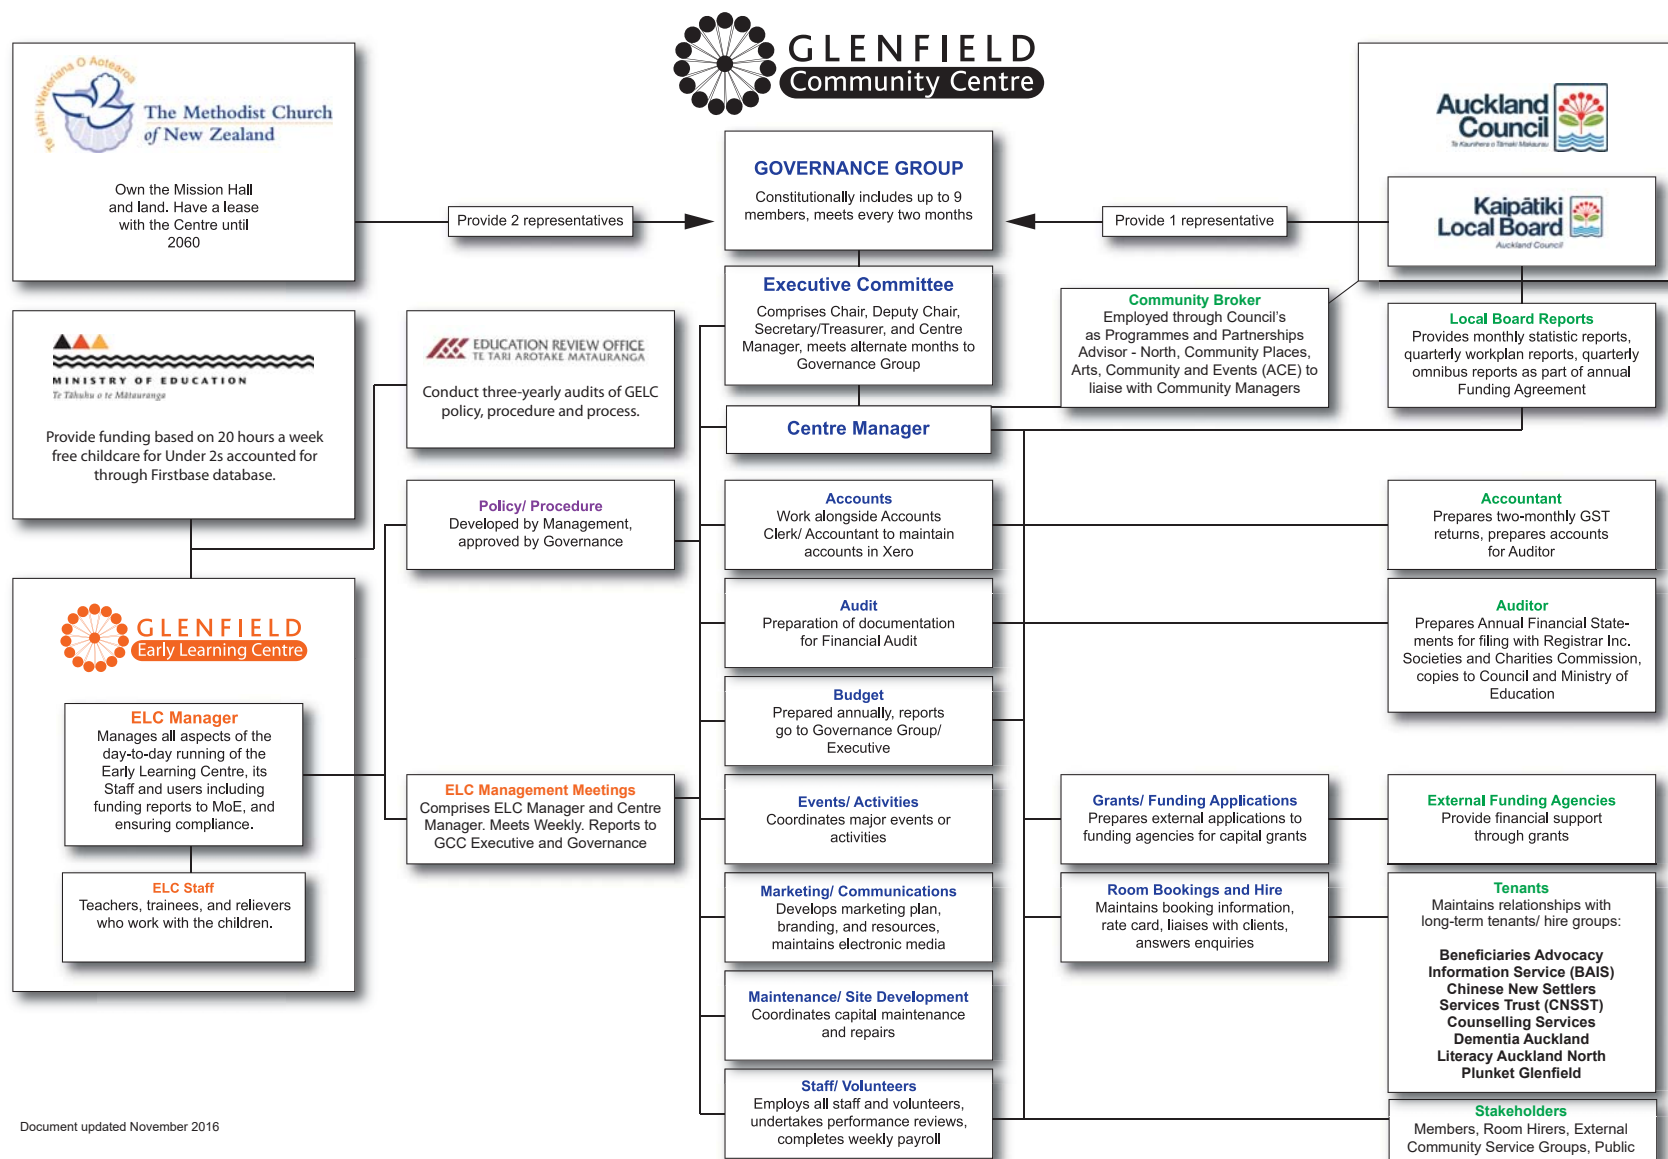 GLENFIELD
Community Centre
Te Hāhi Weteriana O Aotearoa
The Methodist Church
of New Zealand
Own the Mission Hall
and land. Have a lease
with the Centre until
2060
Provide 2 representatives
GOVERNANCE GROUP
Constitutionally includes up to 9
members, meets every two months
Provide 1 representative
Auckland
Council
Te Kaunihera o Tāmaki Makaurau
Kaipātiki
Local Board
Auckland Council
Executive Committee
Comprises Chair, Deputy Chair,
Secretary/Treasurer, and Centre
Manager, meets alternate months to
Governance Group
Community Broker
Employed through Council's
as Programmes and Partnerships
Advisor - North, Community Places,
Arts, Community and Events (ACE) to
liaise with Community Managers
Local Board Reports
Provides monthly statistic reports,
quarterly workplan reports, quarterly
omnibus reports as part of annual
Funding Agreement
MINISTRY OF EDUCATION
Te Tāhuhu o te Mātauranga
Provide funding based on 20 hours a week
free childcare for Under 2s accounted for
through Firstbase database.
EDUCATION REVIEW OFFICE
TE TARI AROTAKE MATAURANGA
Conduct three-yearly audits of GELC
policy, procedure and process.
Centre Manager
Policy/ Procedure
Developed by Management,
approved by Governance
Accounts
Work alongside Accounts
Clerk/ Accountant to maintain
accounts in Xero
Accountant
Prepares two-monthly GST
returns, prepares accounts
for Auditor
Audit
Preparation of documentation
for Financial Audit
Auditor
Prepares Annual Financial State-
ments for filing with Registrar Inc.
Societies and Charities Commission,
copies to Council and Ministry of
Education
GLENFIELD
Early Learning Centre
ELC Manager
Manages all aspects of the
day-to-day running of the
Early Learning Centre, its
Staff and users including
funding reports to MoE, and
ensuring compliance.
ELC Staff
Teachers, trainees, and relievers
who work with the children.
Budget
Prepared annually, reports
go to Governance Group/
Executive
ELC Management Meetings
Comprises ELC Manager and Centre
Manager. Meets Weekly. Reports to
GCC Executive and Governance
Events/ Activities
Coordinates major events or
activities
Grants/ Funding Applications
Prepares external applications to
funding agencies for capital grants
External Funding Agencies
Provide financial support
through grants
Marketing/ Communications
Develops marketing plan,
branding, and resources,
maintains electronic media
Room Bookings and Hire
Maintains booking information,
rate card, liaises with clients,
answers enquiries
Tenants
Maintains relationships with
long-term tenants/ hire groups:
Beneficiaries Advocacy
Information Service (BAIS)
Chinese New Settlers
Services Trust (CNSST)
Counselling Services
Dementia Auckland
Literacy Auckland North
Plunket Glenfield
Maintenance/ Site Development
Coordinates capital maintenance
and repairs
Staff/ Volunteers
Employs all staff and volunteers,
undertakes performance reviews,
completes weekly payroll
Stakeholders
Members, Room Hirers, External
Community Service Groups, Public
Document updated November 2016